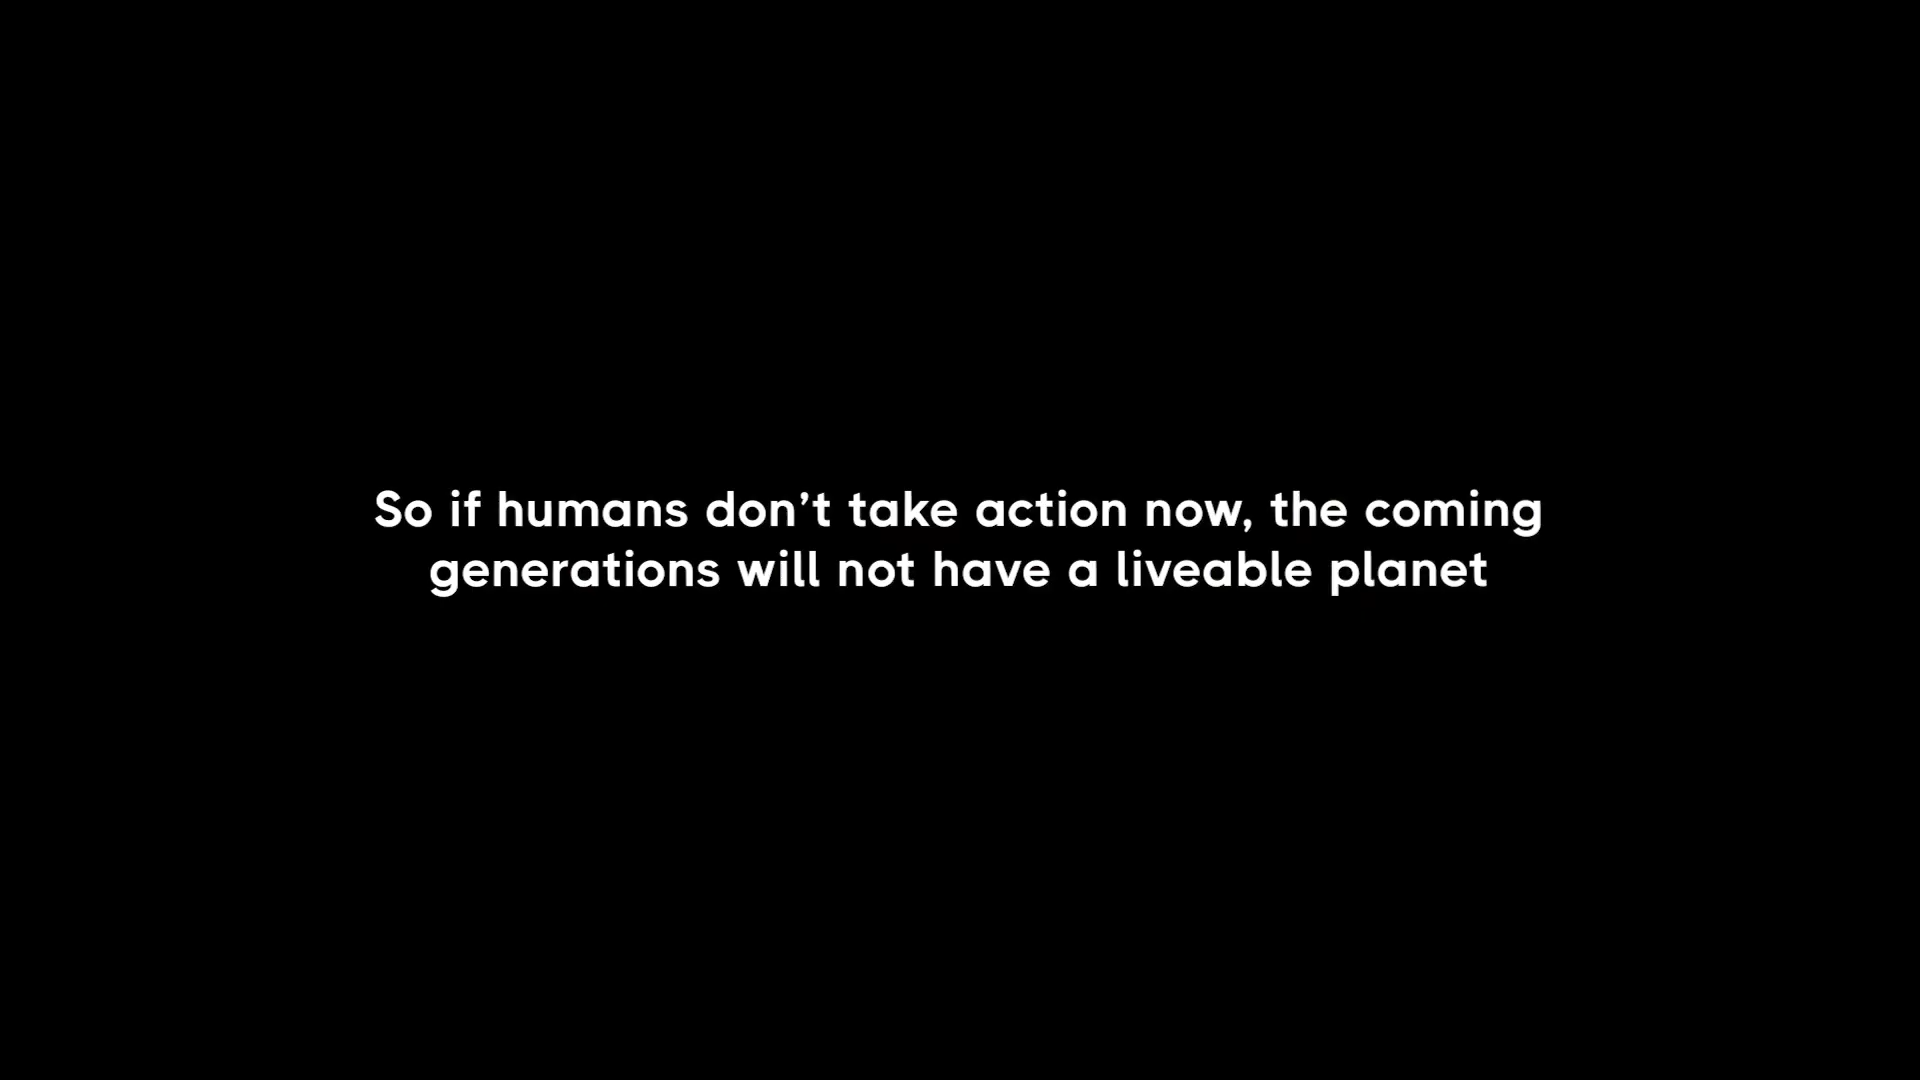 So if humans don’t take action now, the coming
generations will not have a liveable planet